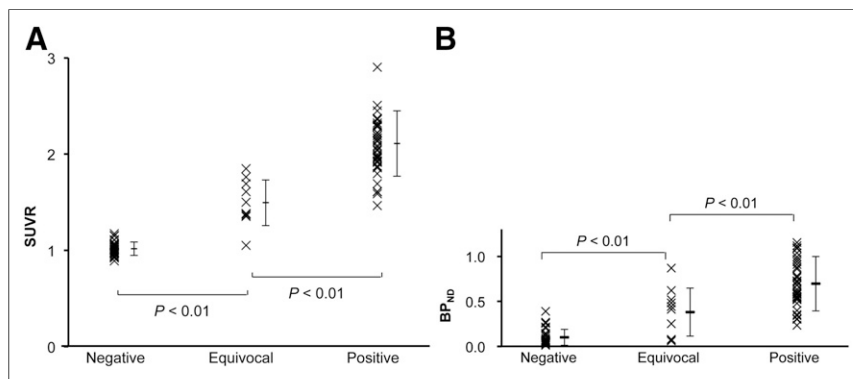 A
3
2
1
0
SUVR
P < 0.01
P < 0.01
Negative Equivocal Positive
B
P < 0.01
P < 0.01
1.0
0.5
0.0
BPND
Negative Equivocal Positive